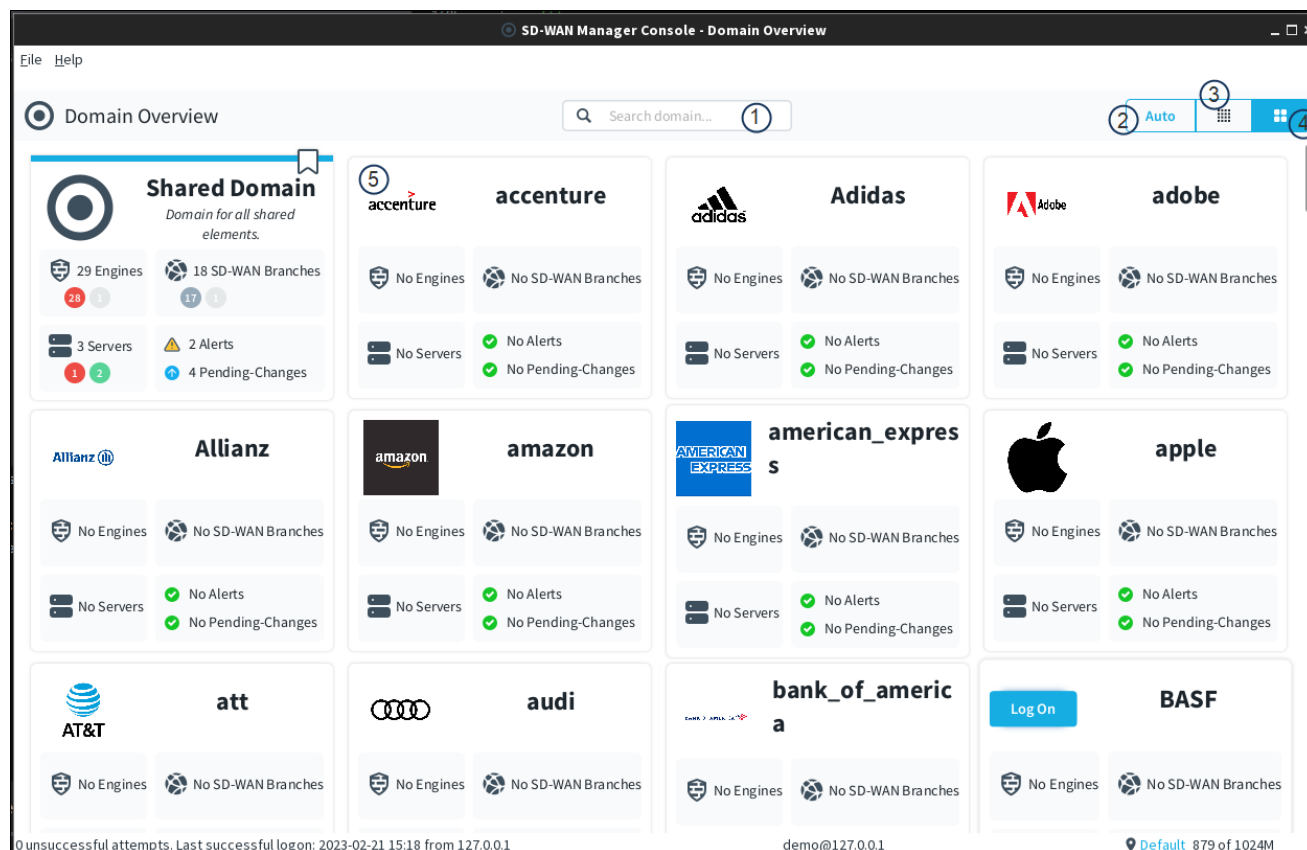 SD-WAN Manager Console - Domain Overview
File Help
Domain Overview
Search domain...
1
2
Auto
3
4
Shared Domain
Domain for all shared
elements.
29 Engines
28 1
18 SD-WAN Branches
17 1
3 Servers
1 2
2 Alerts
4 Pending-Changes
5
accenture
accenture
No Engines
No SD-WAN Branches
No Servers
No Alerts
No Pending-Changes
adidas
Adidas
No Engines
No SD-WAN Branches
No Servers
No Alerts
No Pending-Changes
Adobe
adobe
No Engines
No SD-WAN Branches
No Servers
No Alerts
No Pending-Changes
Allianz
Allianz
No Engines
No SD-WAN Branches
No Servers
No Alerts
No Pending-Changes
amazon
amazon
No Engines
No SD-WAN Branches
No Servers
No Alerts
No Pending-Changes
AMERICAN
EXPRESS
american_expres
s
No Engines
No SD-WAN Branches
No Servers
No Alerts
No Pending-Changes
apple
No Engines
No SD-WAN Branches
No Servers
No Alerts
No Pending-Changes
AT&T
att
No Engines
No SD-WAN Branches
audi
No Engines
No SD-WAN Branches
bank_of_americ
a
No Engines
No SD-WAN Branches
Log On
BASF
No Engines
No SD-WAN Branches
0 unsuccessful attempts. Last successful logon: 2023-02-21 15:18 from 127.0.0.1
demo@127.0.0.1
Default 879 of 1024M